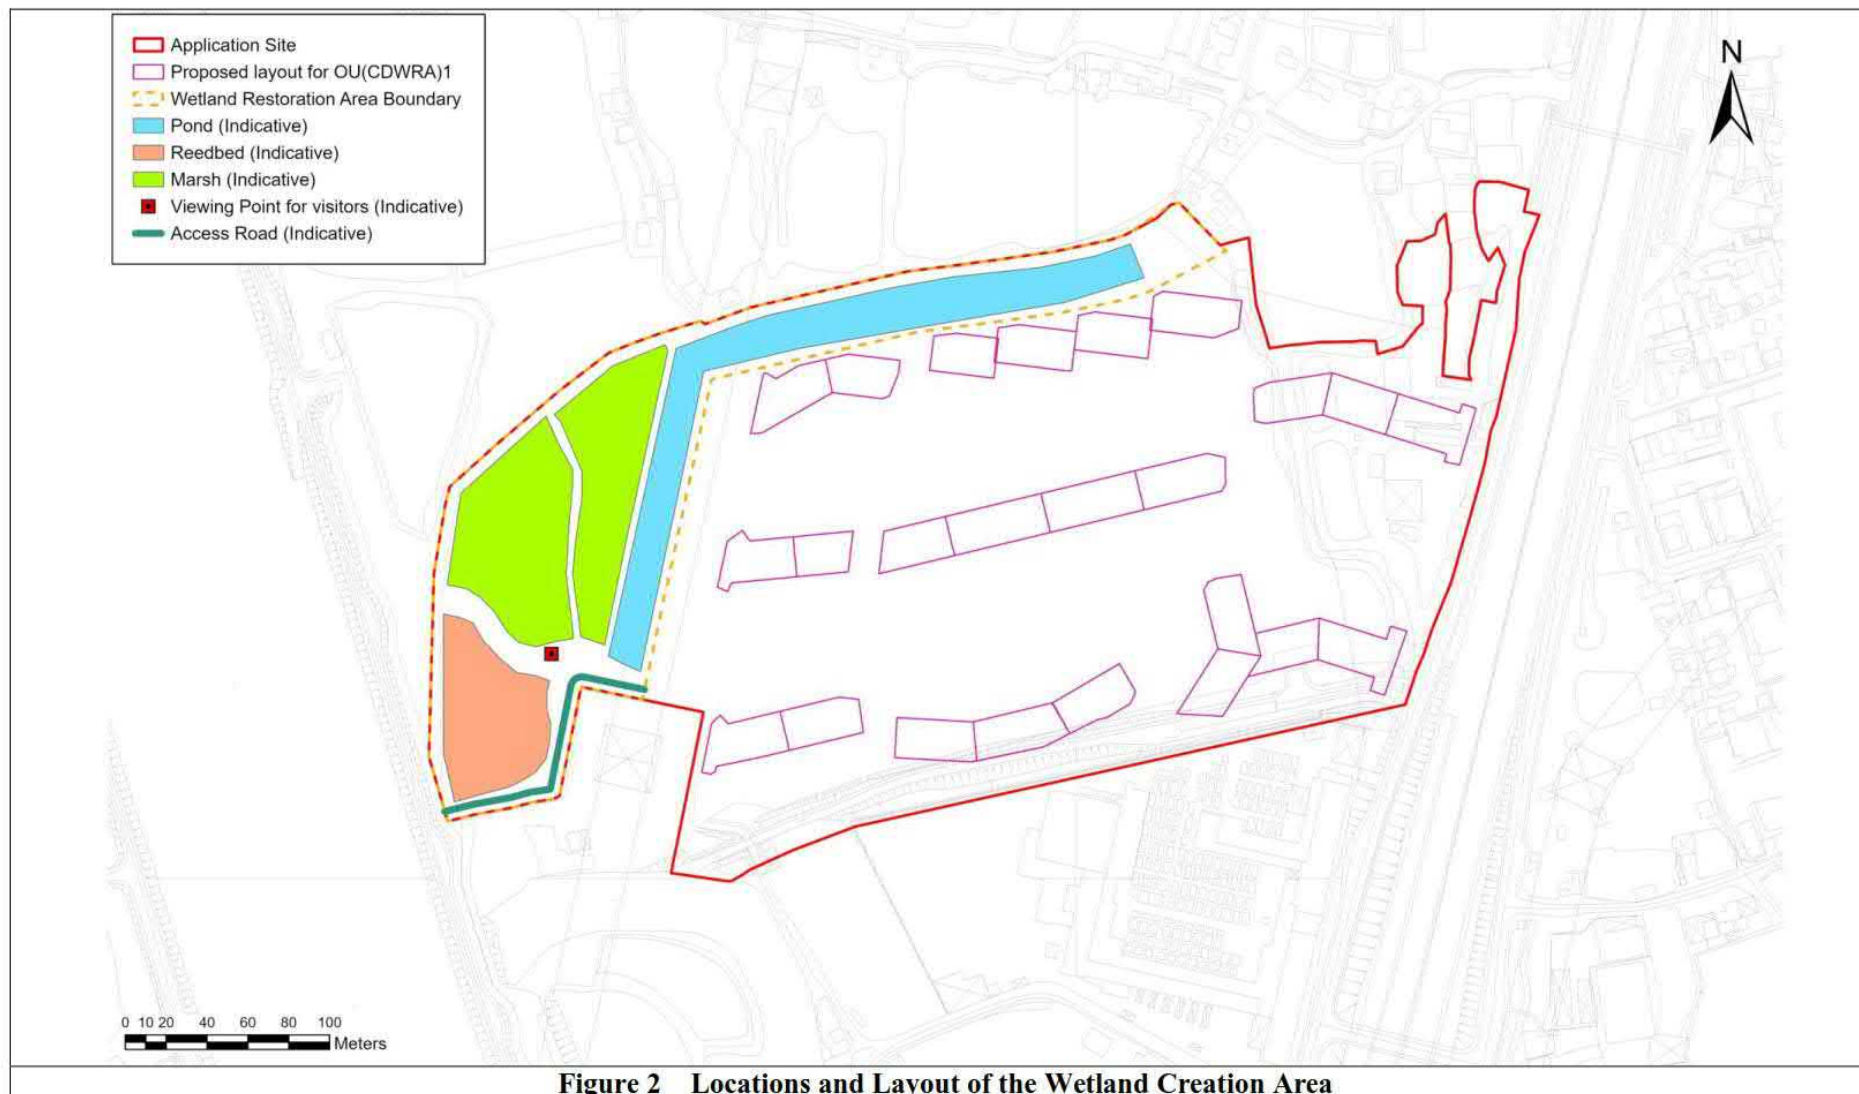 Application Site
Proposed layout for OU(CDWRA)1
Wetland Restoration Area Boundary
Pond (Indicative)
Reedbed (Indicative)
Marsh (Indicative)
Viewing Point for visitors (Indicative)
Access Road (Indicative)
N
0 10 20 40 60 80 100
Meters
Figure 2 Locations and Layout of the Wetland Creation Area